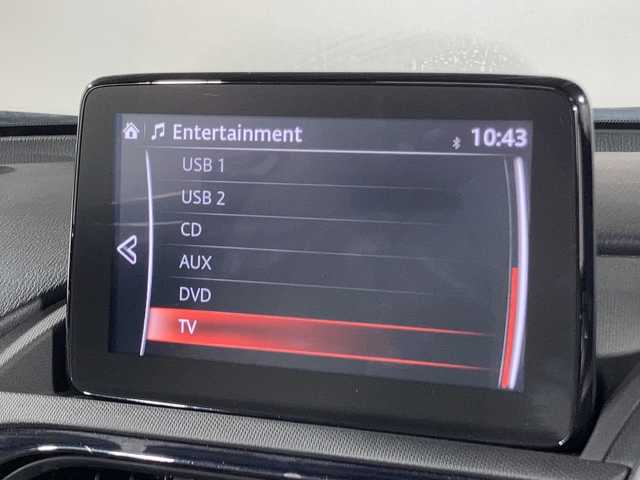 Entertainment 10:43
USB 1
USB 2
CD
AUX
DVD
TV